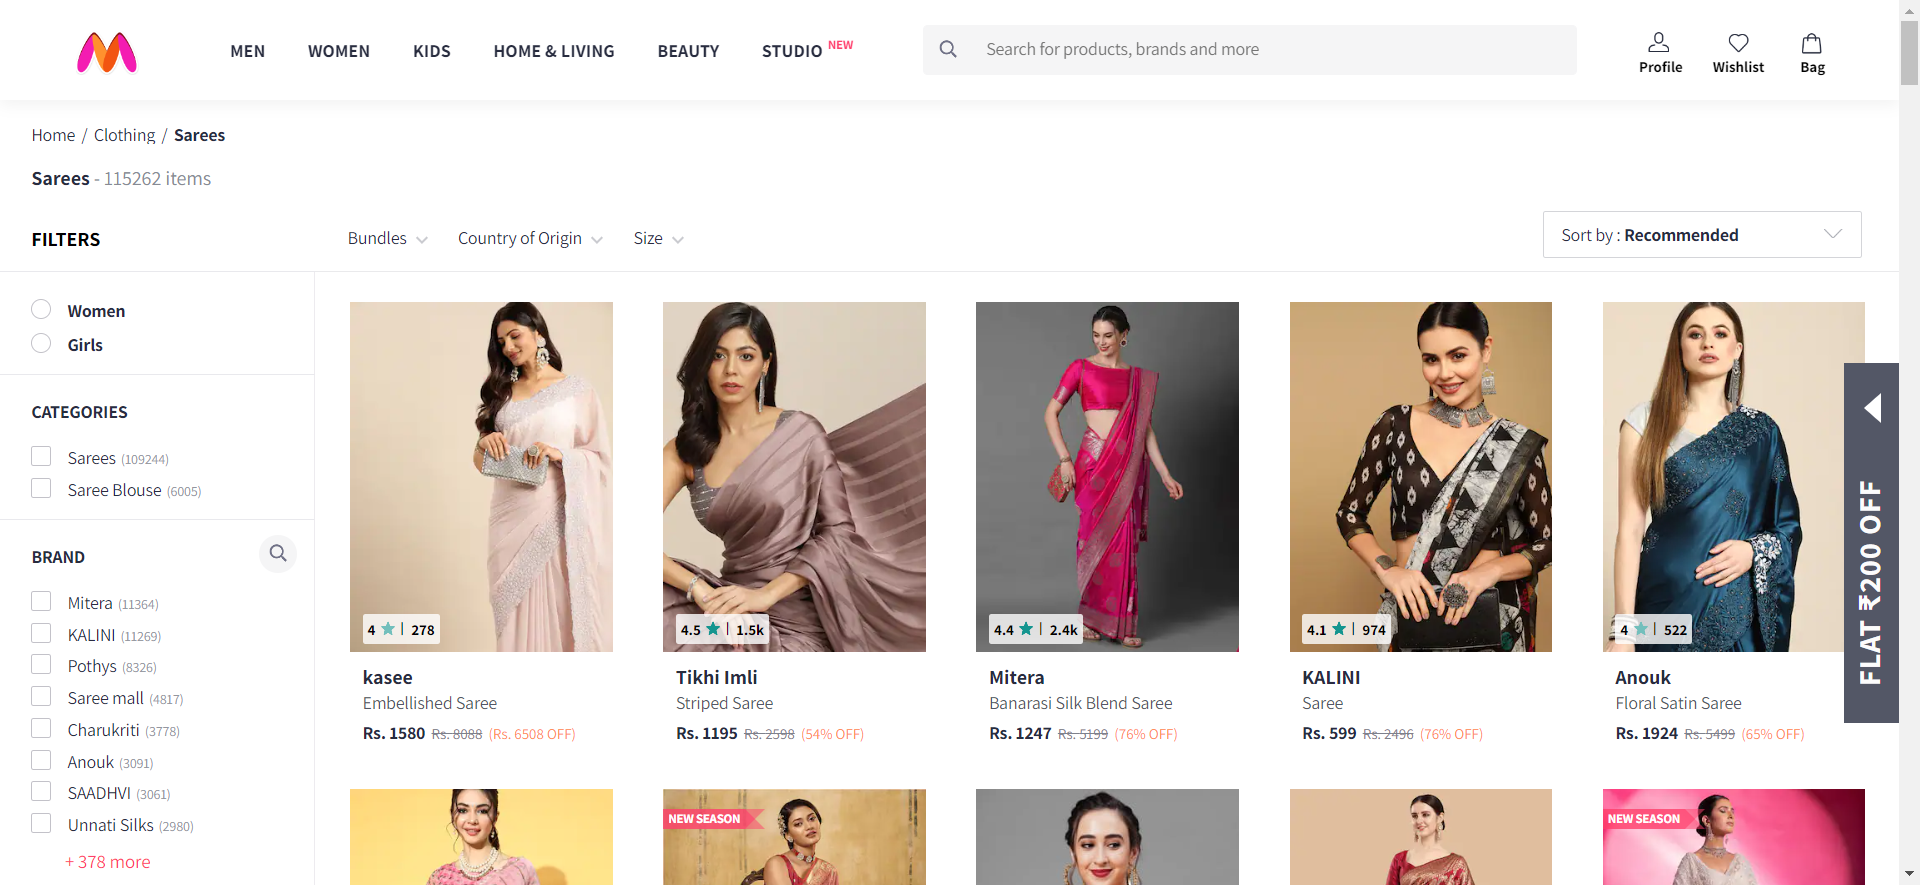 MEN WOMEN KIDS HOME & LIVING BEAUTY STUDIO NEW
Search for products, brands and more
Profile Wishlist Bag
Home / Clothing / Sarees
Sarees - 115262 items
FILTERS
Bundles Country of Origin Size
Sort by : Recommended
Women
Girls
CATEGORIES
Sarees (109244)
Saree Blouse (6005)
BRAND
Mitera (11364)
KALINI (11269)
Pothys (8326)
Saree mall (4817)
Charukriti (3778)
Anouk (3091)
SAADHVI (3061)
Unnati Silks (2980)
+ 378 more
4 | 278
kasee
Embellished Saree
Rs. 1580 Rs. 8088 (Rs. 6508 OFF)
4.5 | 1.5k
Tikhi Imli
Striped Saree
Rs. 1195 Rs. 2598 (54% OFF)
4.4 | 2.4k
Mitera
Banarasi Silk Blend Saree
Rs. 1247 Rs. 5199 (76% OFF)
4.1 | 974
KALINI
Saree
Rs. 599 Rs. 2496 (76% OFF)
4 | 522
Anouk
Floral Satin Saree
Rs. 1924 Rs. 5499 (65% OFF)
FLAT ₹200 OFF
NEW SEASON
NEW SEASON